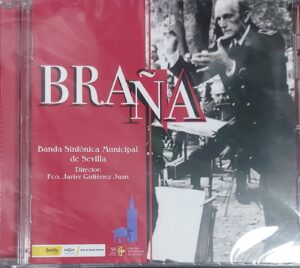 BRAÑA
Banda Sinfónica Municipal
de Sevilla
Director:
Fco. Javier Gutiérrez Juan